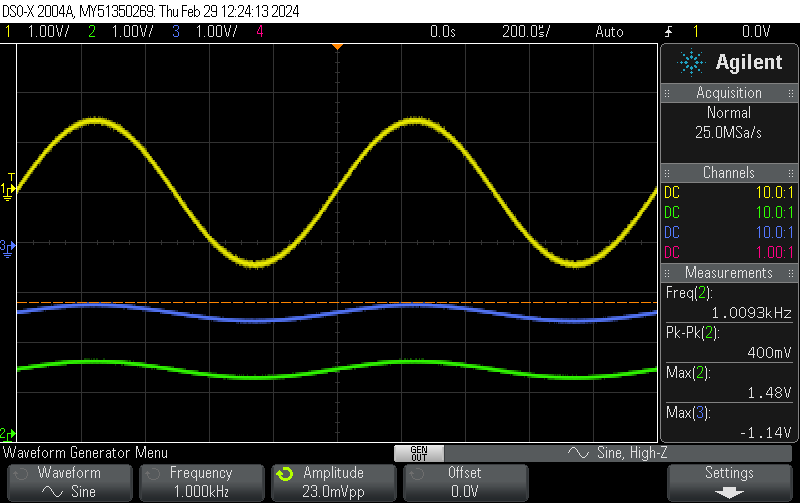 DSO-X 2004A, MY51350269: Thu Feb 29 12:24:13 2024
1 1.00V/ 2 1.00V/ 3 1.00V/ 4 0.0s 200.0s/ Auto 1 0.0V
Agilent
Acquisition
Normal
25.0MSa/s
Channels
DC 10.0:1
DC 10.0:1
DC 10.0:1
DC 1.00:1
Measurements
Freq(2):
1.0093kHz
Pk-Pk(2):
400mV
Max(2):
1.48V
Max(3):
-1.14V
T
1
3
2
Waveform Generator Menu
GEN OUT
Sine, High-Z
Waveform
Sine
Frequency
1.000kHz
Amplitude
23.0mVpp
Offset
0.0V
Settings